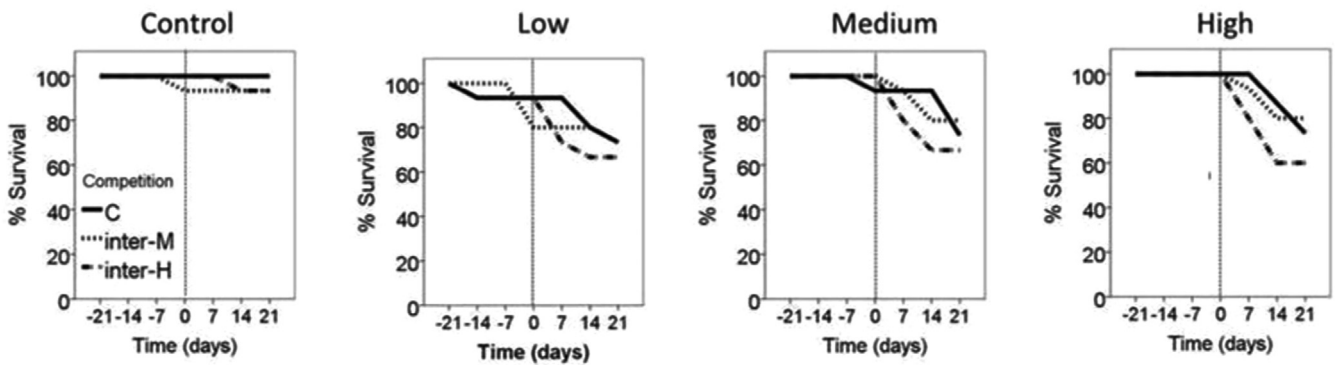 Control
Low
Medium
High
% Survival
100
80
60
40
20
0
Competition
C
inter-M
inter-H
-21 -14 -7 0 7 14 21
Time (days)
% Survival
100
80
60
40
20
0
-21 -14 -7 0 7 14 21
Time (days)
% Survival
100
80
60
40
20
0
-21 -14 -7 0 7 14 21
Time (days)
% Survival
100
80
60
40
20
0
-21 -14 -7 0 7 14 21
Time (days)